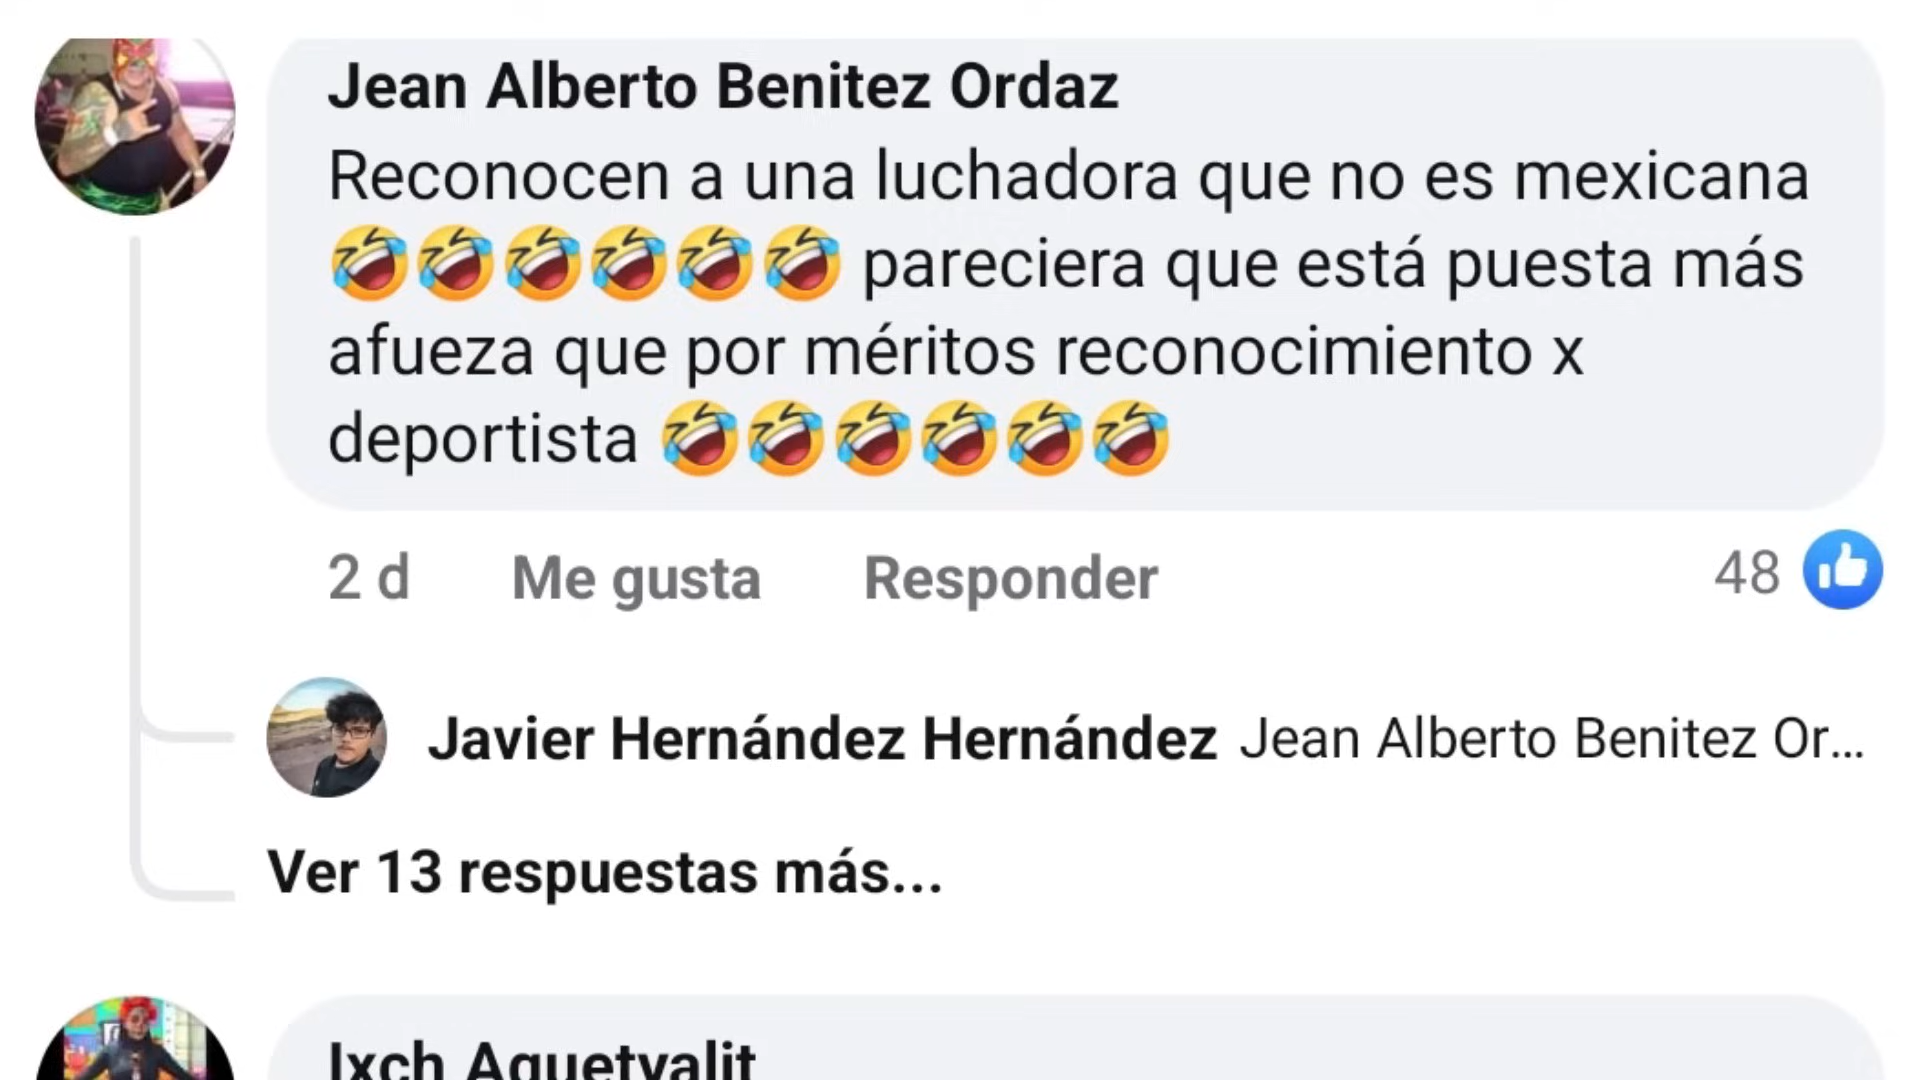 Jean Alberto Benitez Ordaz
Reconocen a una luchadora que no es mexicana
🤣🤣🤣🤣🤣🤣 pareciera que está puesta más
afueza que por méritos reconocimiento x
deportista 🤣🤣🤣🤣🤣🤣
2 d Me gusta Responder 48
Javier Hernández Hernández Jean Alberto Benitez Or...
Ver 13 respuestas más...
Ixch Aquetvalit